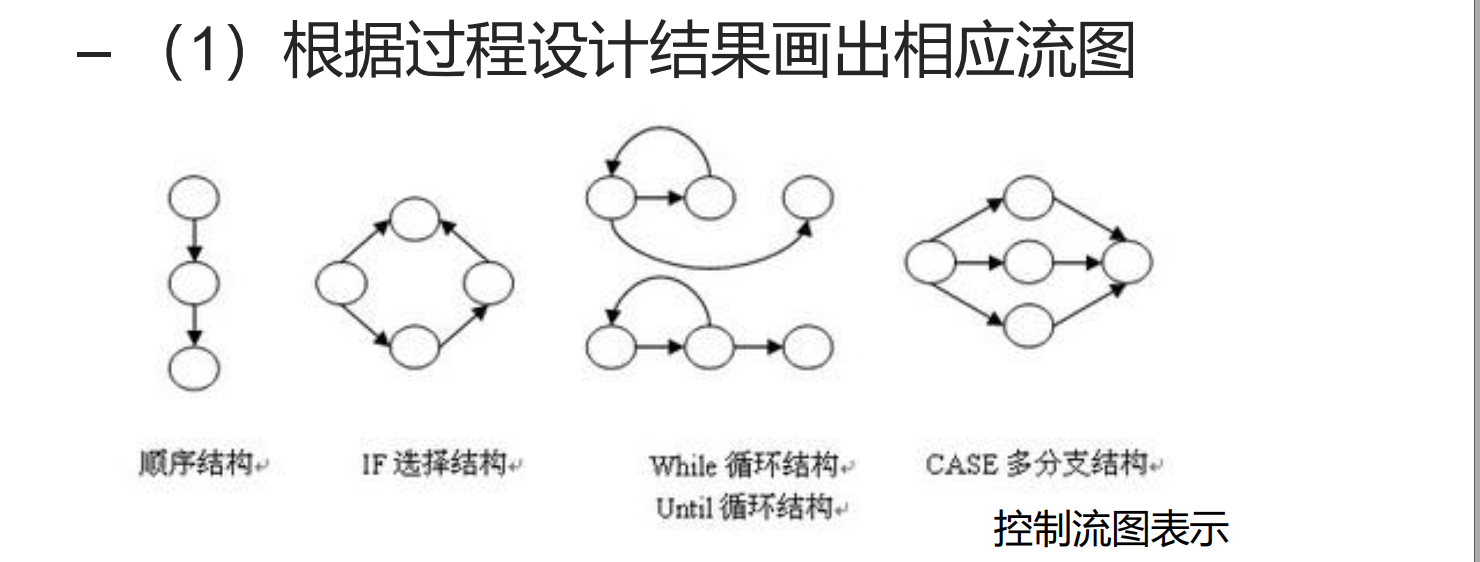 – （1）根据过程设计结果画出相应流图
顺序结构↵
IF 选择结构↵
While 循环结构↵
Until 循环结构↵
CASE 多分支结构↵
控制流图表示